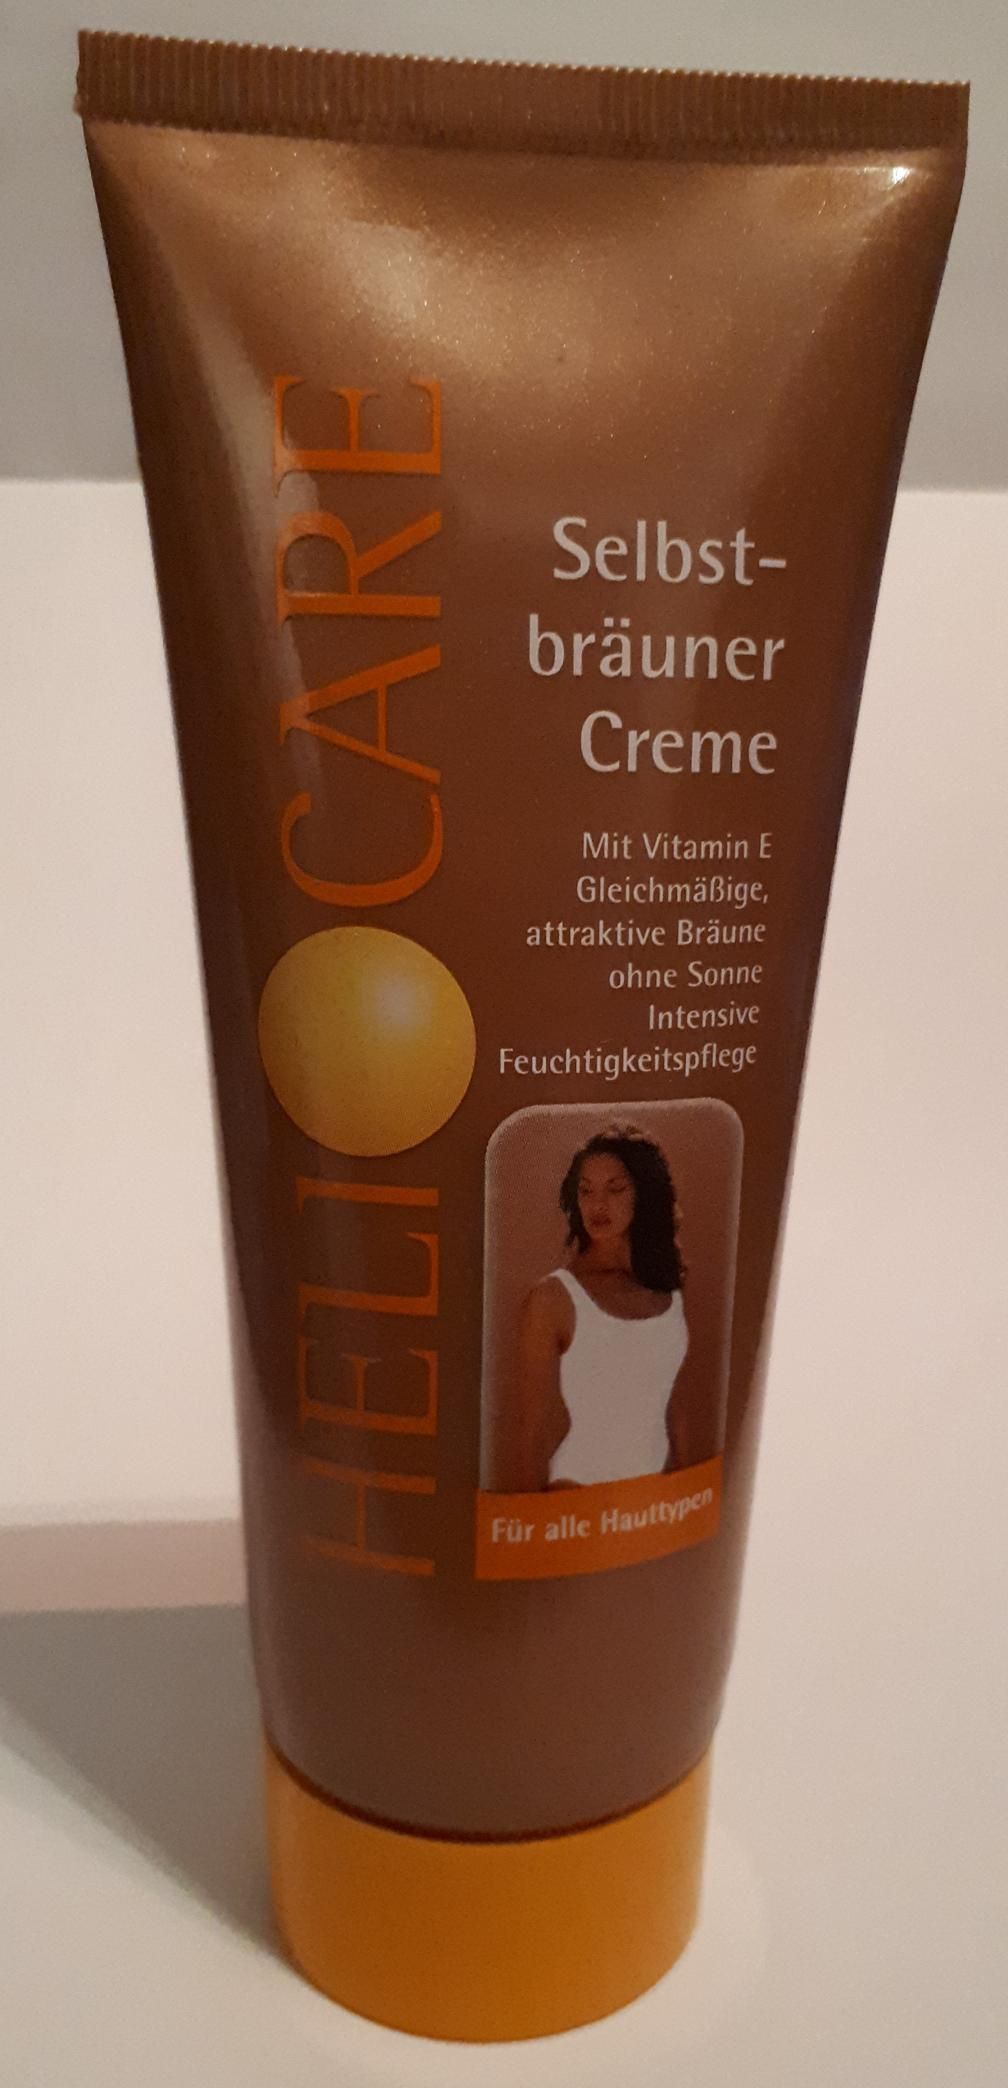 HELIOCARE
Selbst-
bräuner
Creme
Mit Vitamin E
Gleichmäßige,
attraktive Bräune
ohne Sonne
Intensive
Feuchtigkeitspflege
Für alle Hauttypen